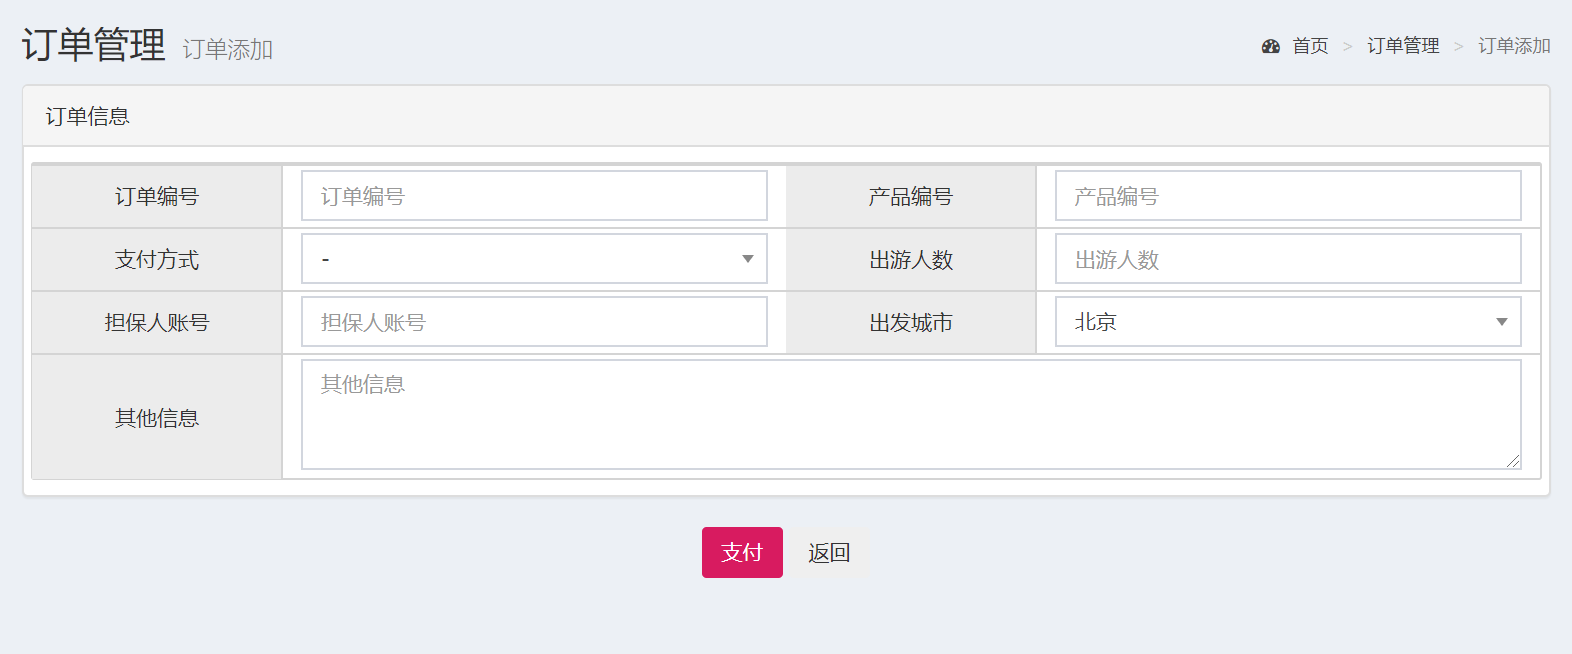 订单管理 订单添加
首页 > 订单管理 > 订单添加
订单信息
订单编号 订单编号 产品编号 产品编号
支付方式 - 出游人数 出游人数
担保人账号 担保人账号 出发城市 北京
其他信息 其他信息
支付 返回